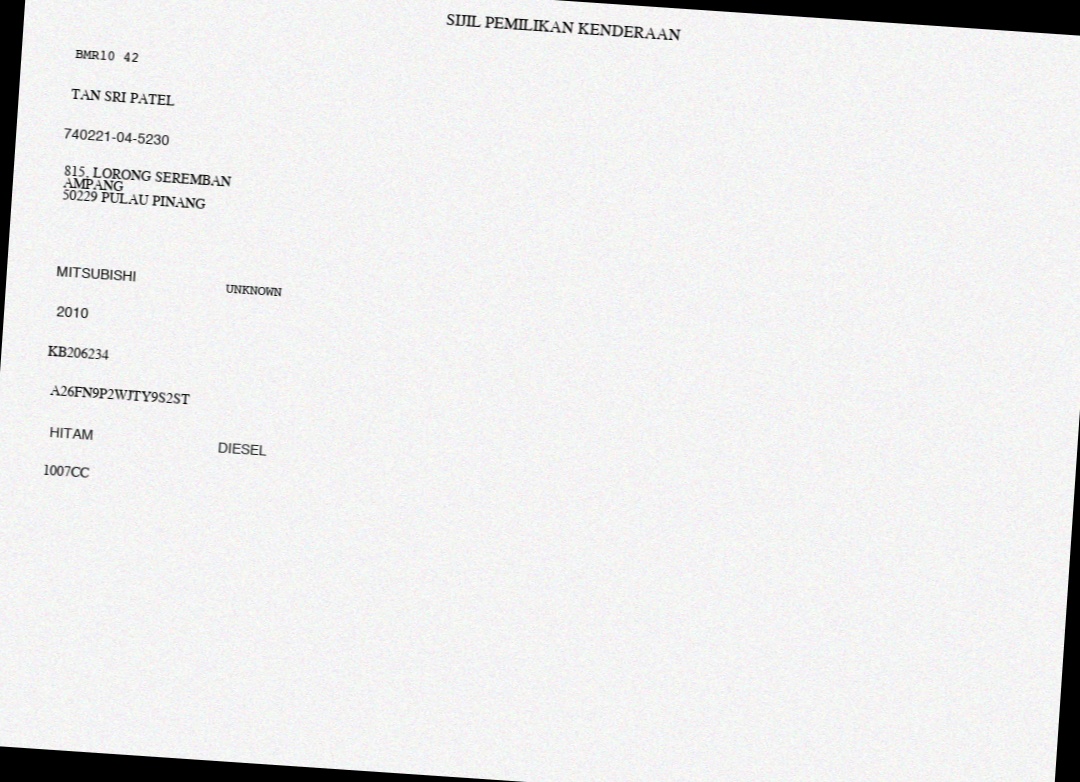 SIJIL PEMILIKAN KENDERAAN
BMR10 42
TAN SRI PATEL
740221-04-5230
815, LORONG SEREMBAN
AMPANG
50229 PULAU PINANG
MITSUBISHI
UNKNOWN
2010
KB206234
A26FN9P2WJTY9S2ST
HITAM
DIESEL
1007CC